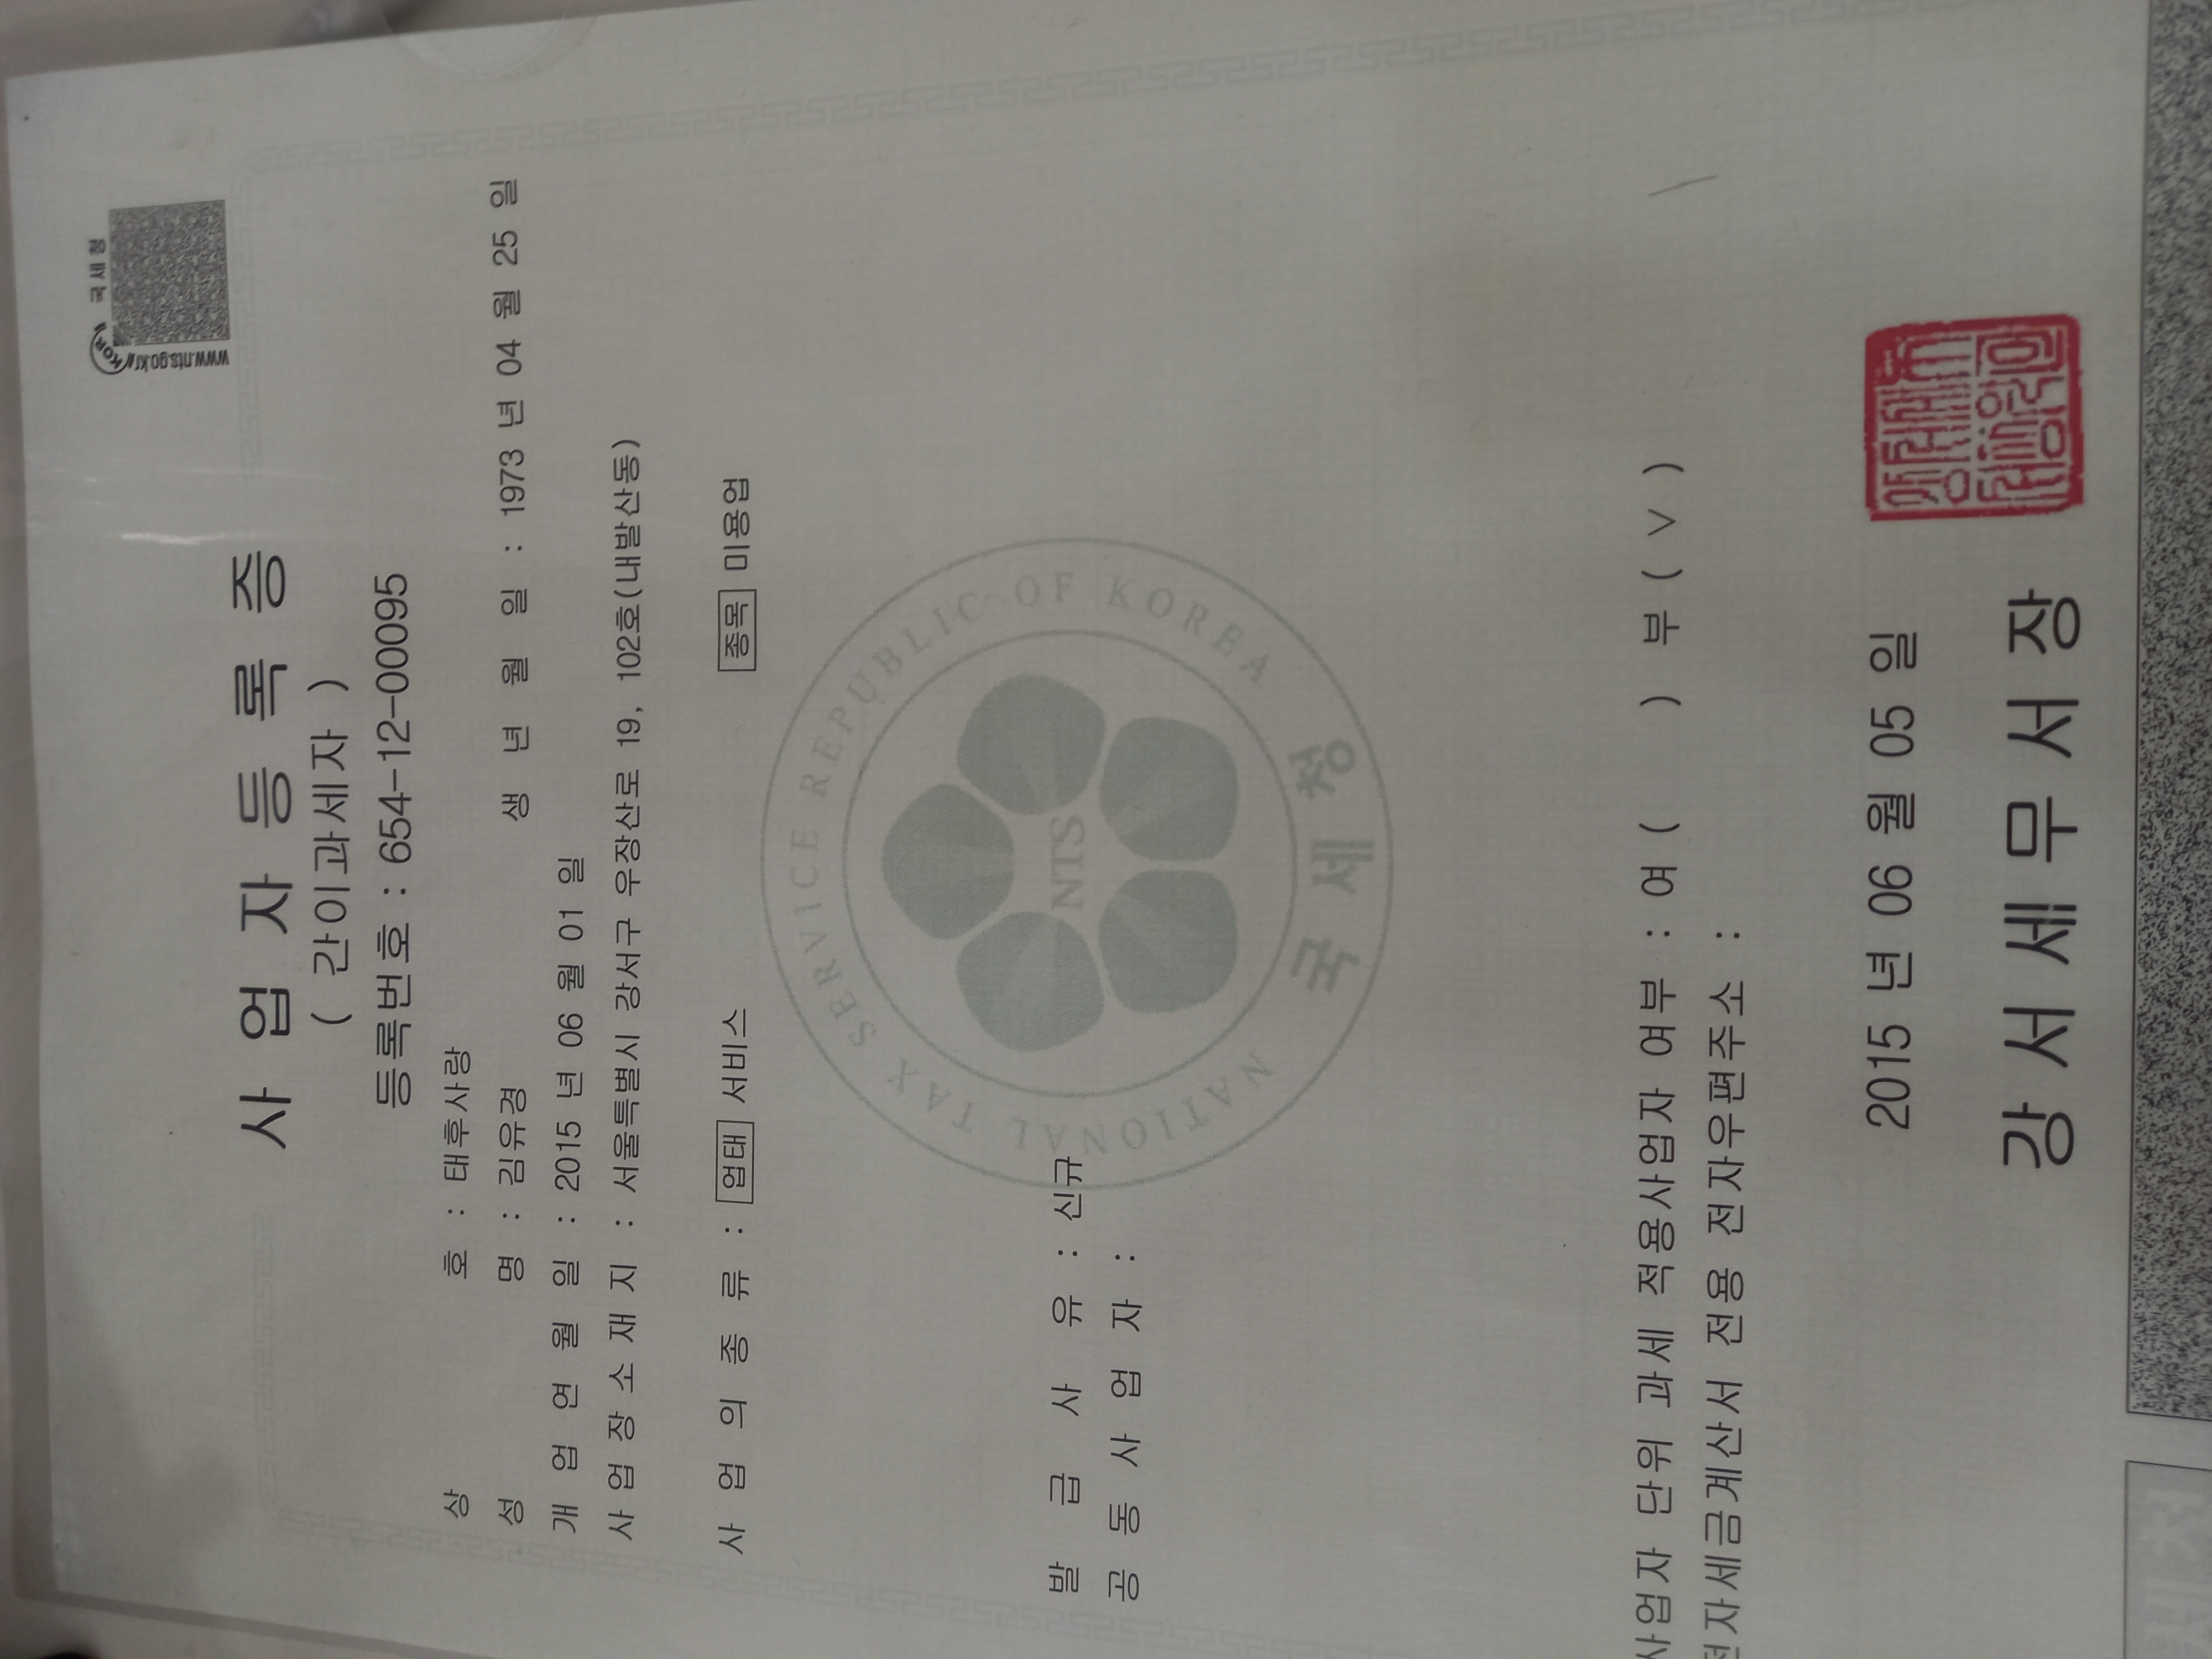 국세청
www.nts.go.kr
사업자등록증
( 간이과세자 )
등록번호 : 654-12-00095
상 호 : 태후사랑
성 명 : 김유경 생 년 월 일 : 1973 년 04 월 25 일
개 업 연 월 일 : 2015 년 06 월 01 일
사 업 장 소 재 지 : 서울특별시 강서구 우장산로 19, 102호(내발산동)
사 업 의 종 류 : 업태 서비스 종목 미용업
NATIONAL TAX SERVICE REPUBLIC OF KOREA
NTS
국세청
발 급 사 유 : 신규
공 동 사 업 자 :
사업자 단위 과세 적용사업자 여부 : 여 ( ) 부 ( ∨ )
전자세금계산서 전용 전자우편주소 :
2015 년 06 월 05 일
강 서 세 무 서 장